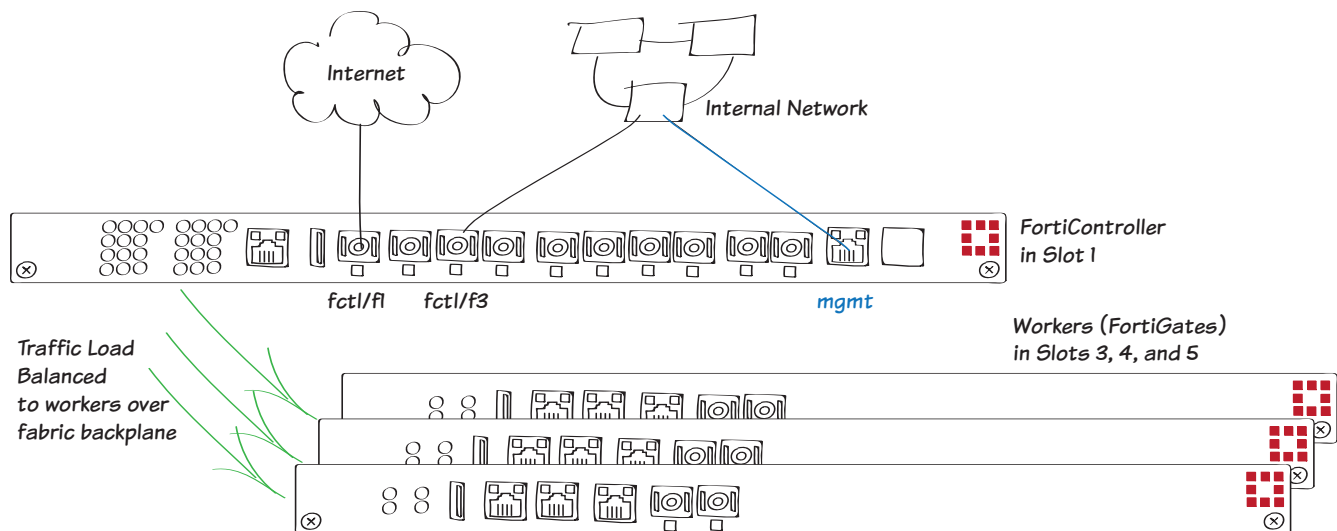 Internet
Internal Network
FortiController
in Slot 1
fctl/f1
fctl/f3
mgmt
Workers (FortiGates)
in Slots 3, 4, and 5
Traffic Load
Balanced
to workers over
fabric backplane